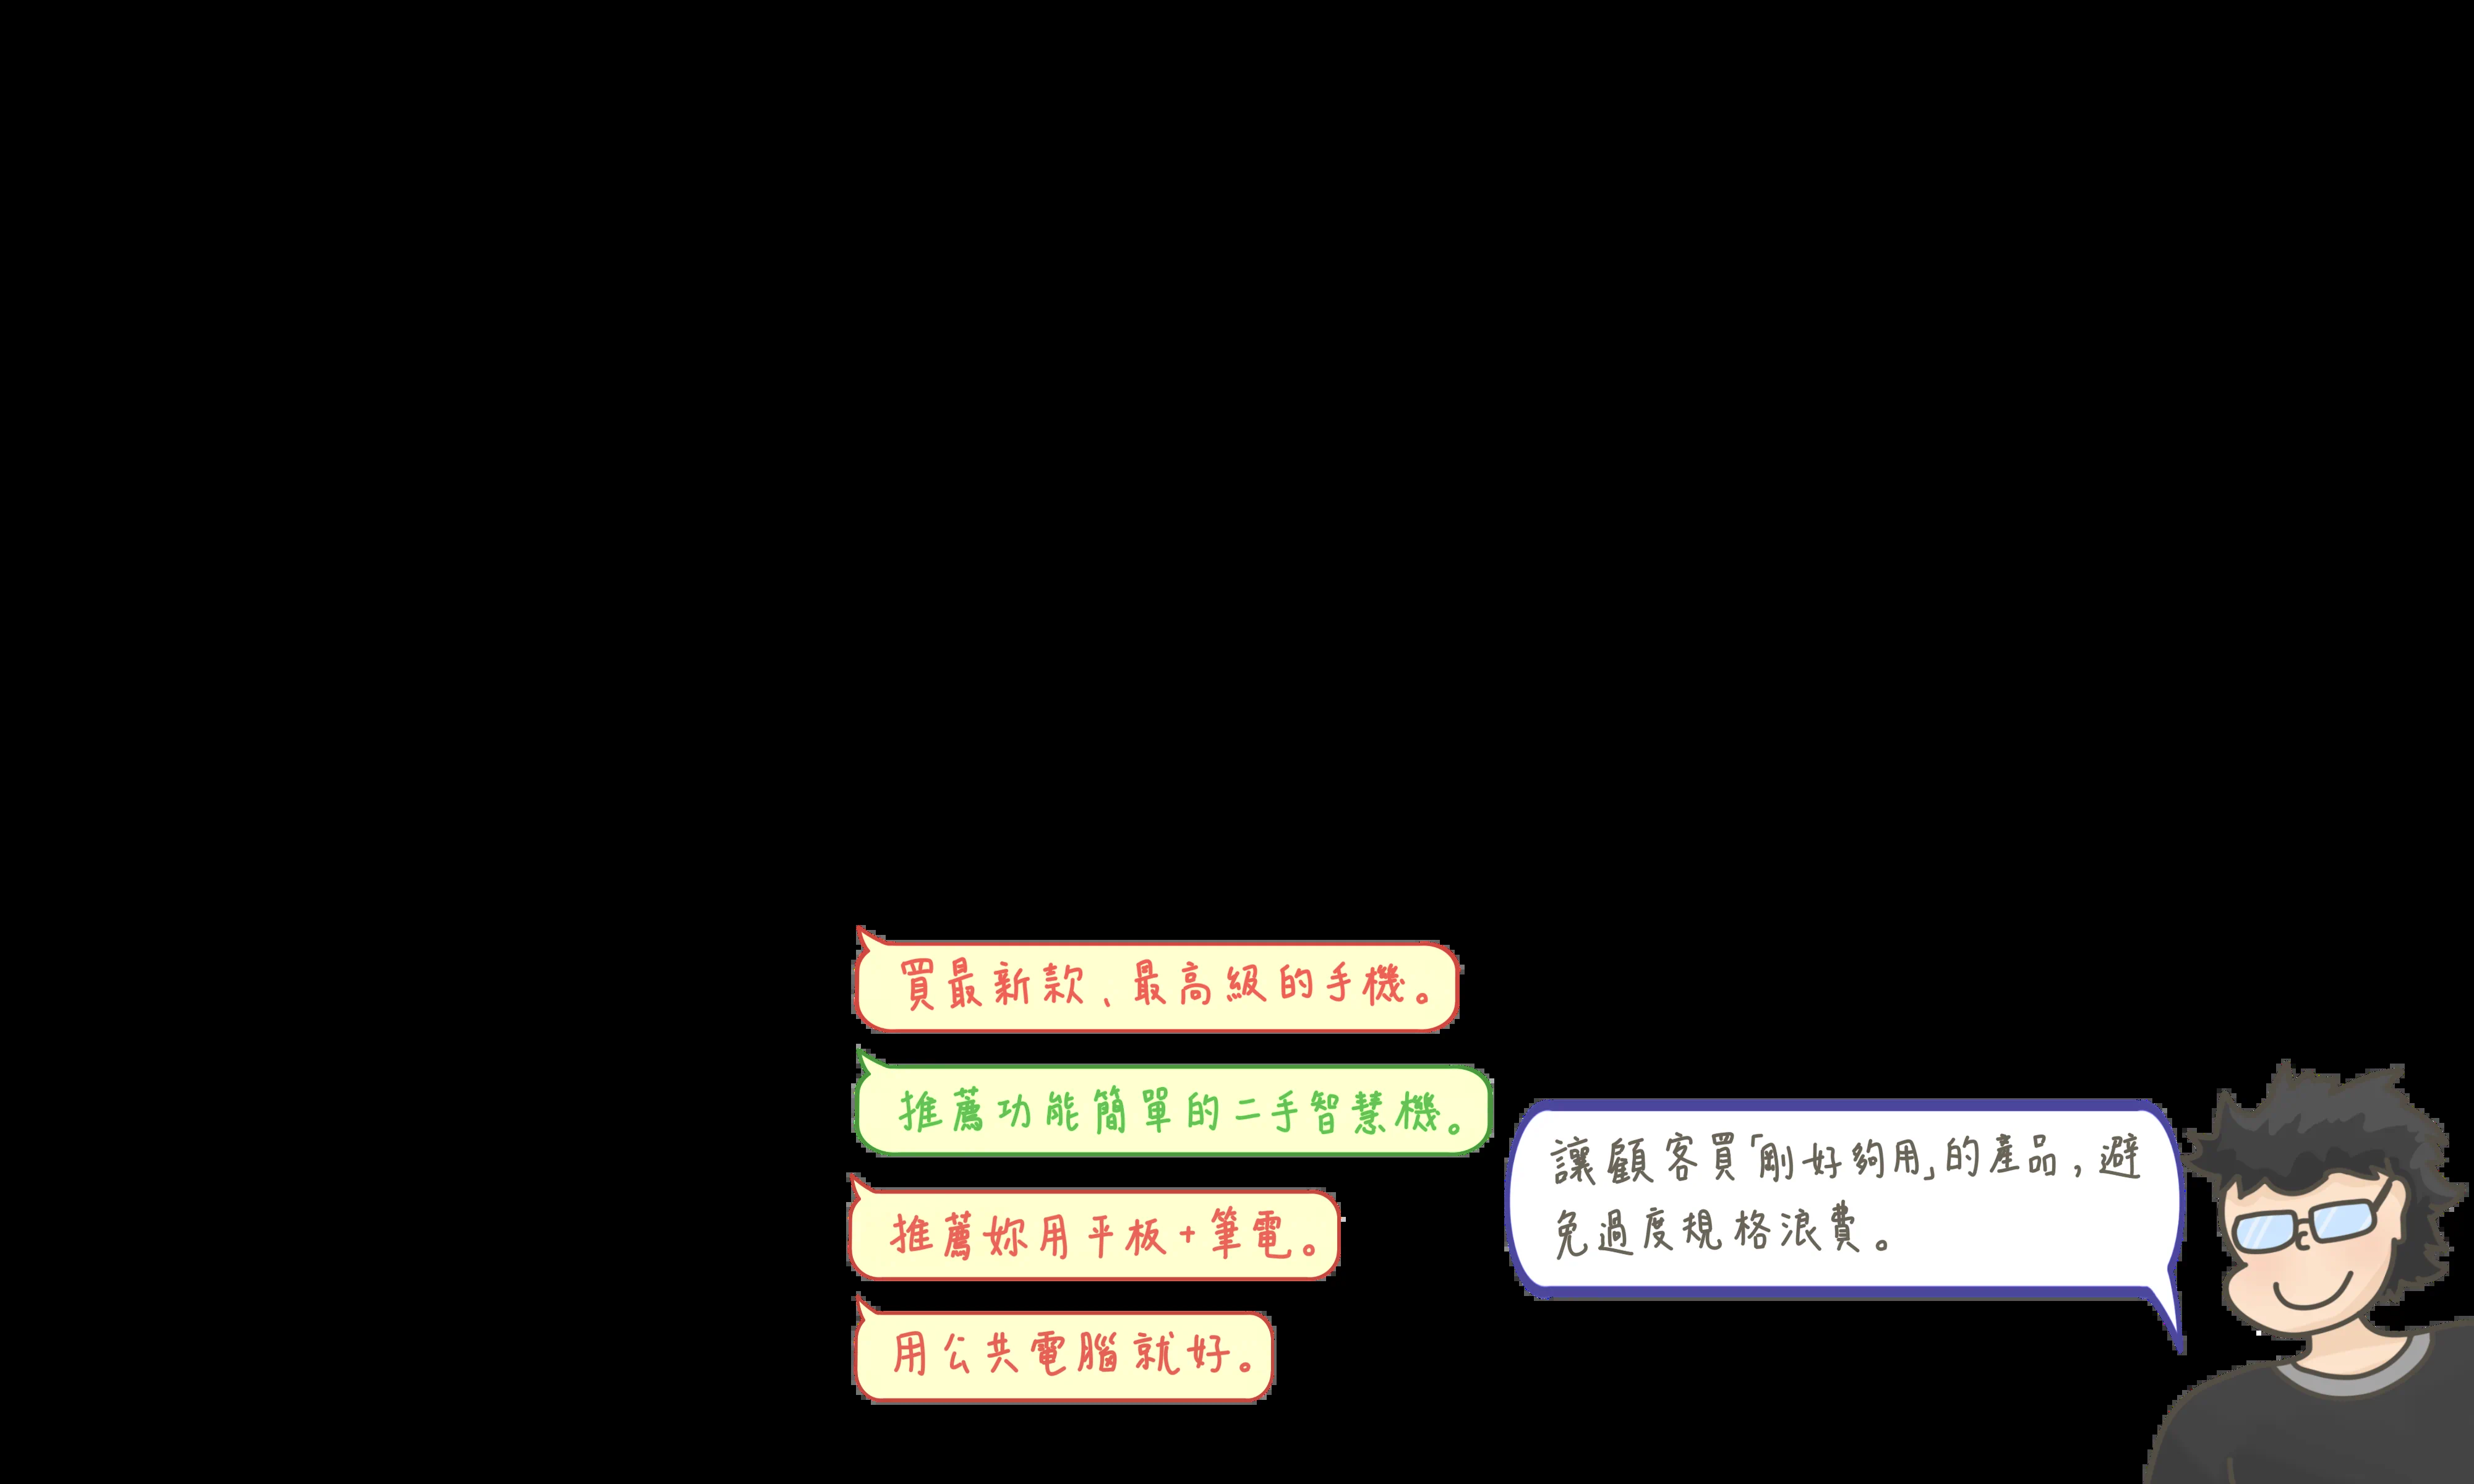 買最新款、最高級的手機。
推薦功能簡單的二手智慧機。
推薦妳用平板+筆電。
用公共電腦就好。
讓顧客買「剛好夠用」的產品,避
免過度規格浪費。